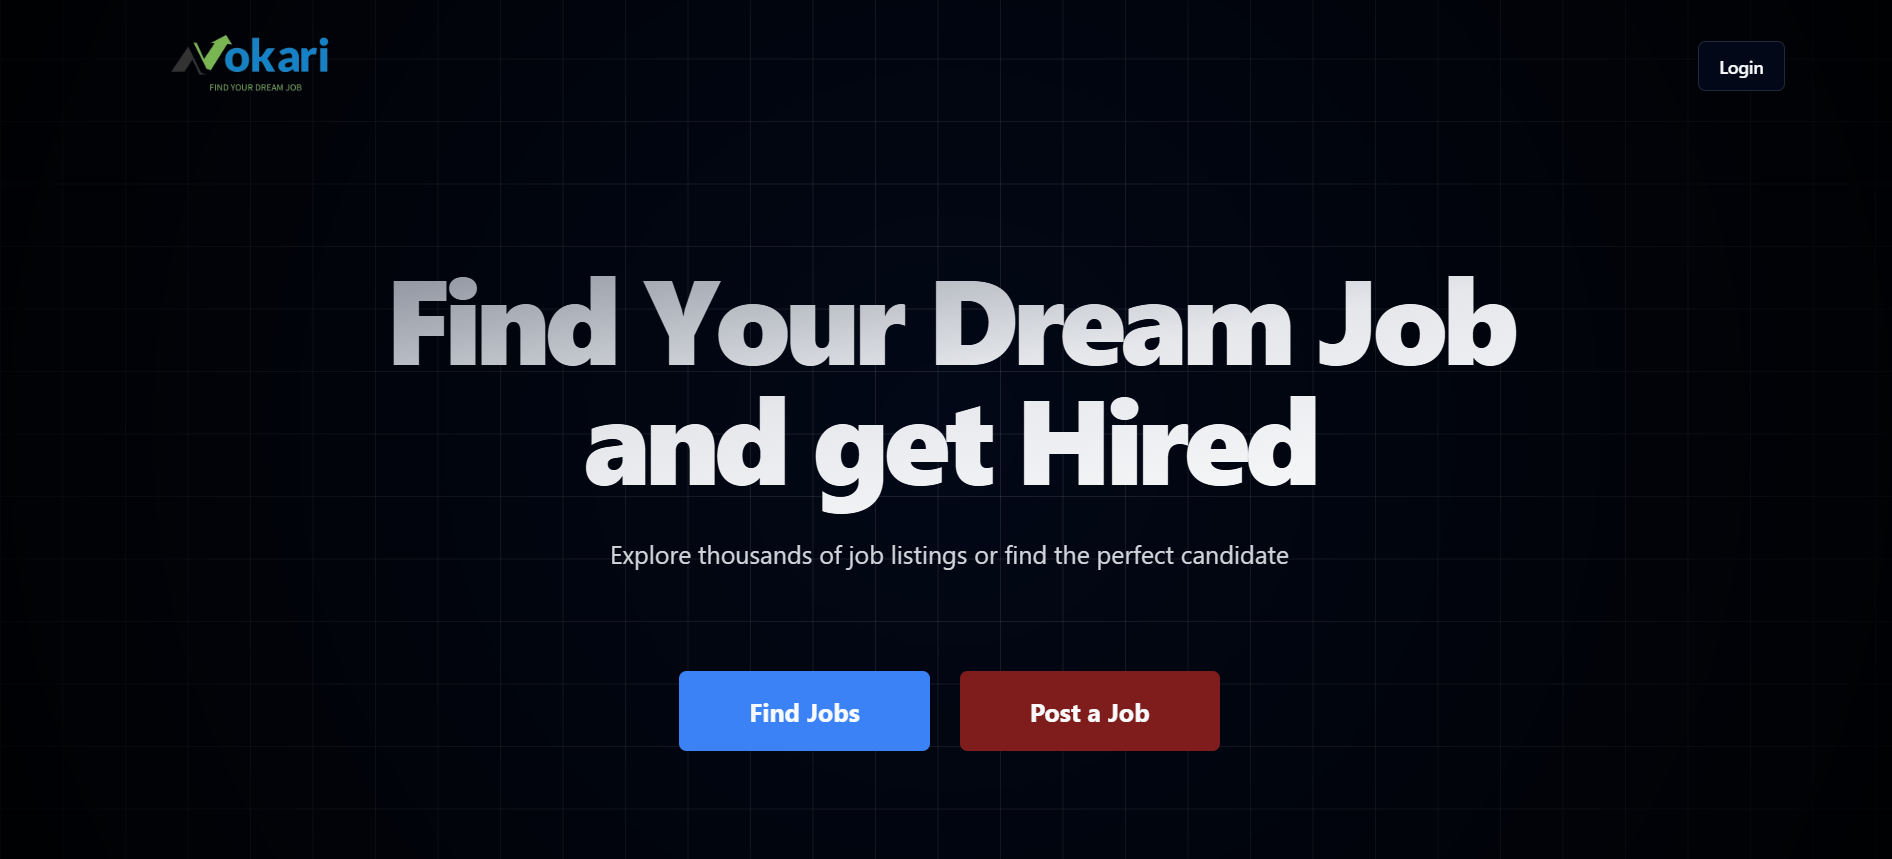 Nokari
FIND YOUR DREAM JOB
Login
Find Your Dream Job
and get Hired
Explore thousands of job listings or find the perfect candidate
Find Jobs
Post a Job